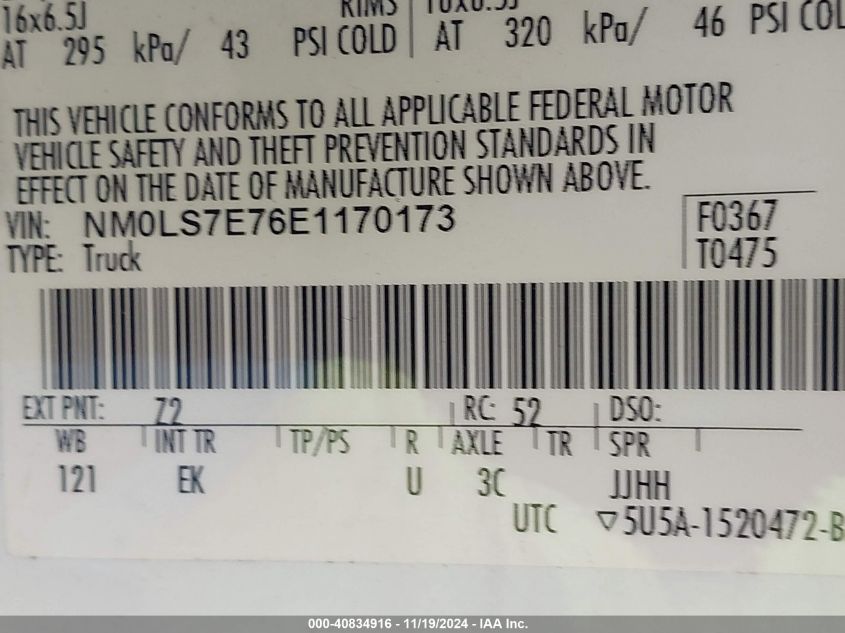 16x6.5J RIMS 16x6.5J
AT 295 kPa/ 43 PSI COLD AT 320 kPa/ 46 PSI COL
THIS VEHICLE CONFORMS TO ALL APPLICABLE FEDERAL MOTOR
VEHICLE SAFETY AND THEFT PREVENTION STANDARDS IN
EFFECT ON THE DATE OF MANUFACTURE SHOWN ABOVE.
VIN: NM0LS7E76E1170173 F0367
TYPE: Truck T0475
EXT PNT: Z2 RC: 52 DSO:
WB INT TR TP/PS R AXLE TR SPR
121 EK U 3C JJHH
UTC ▽5U5A-1520472-B
000-40834916 - 11/19/2024 - IAA Inc.